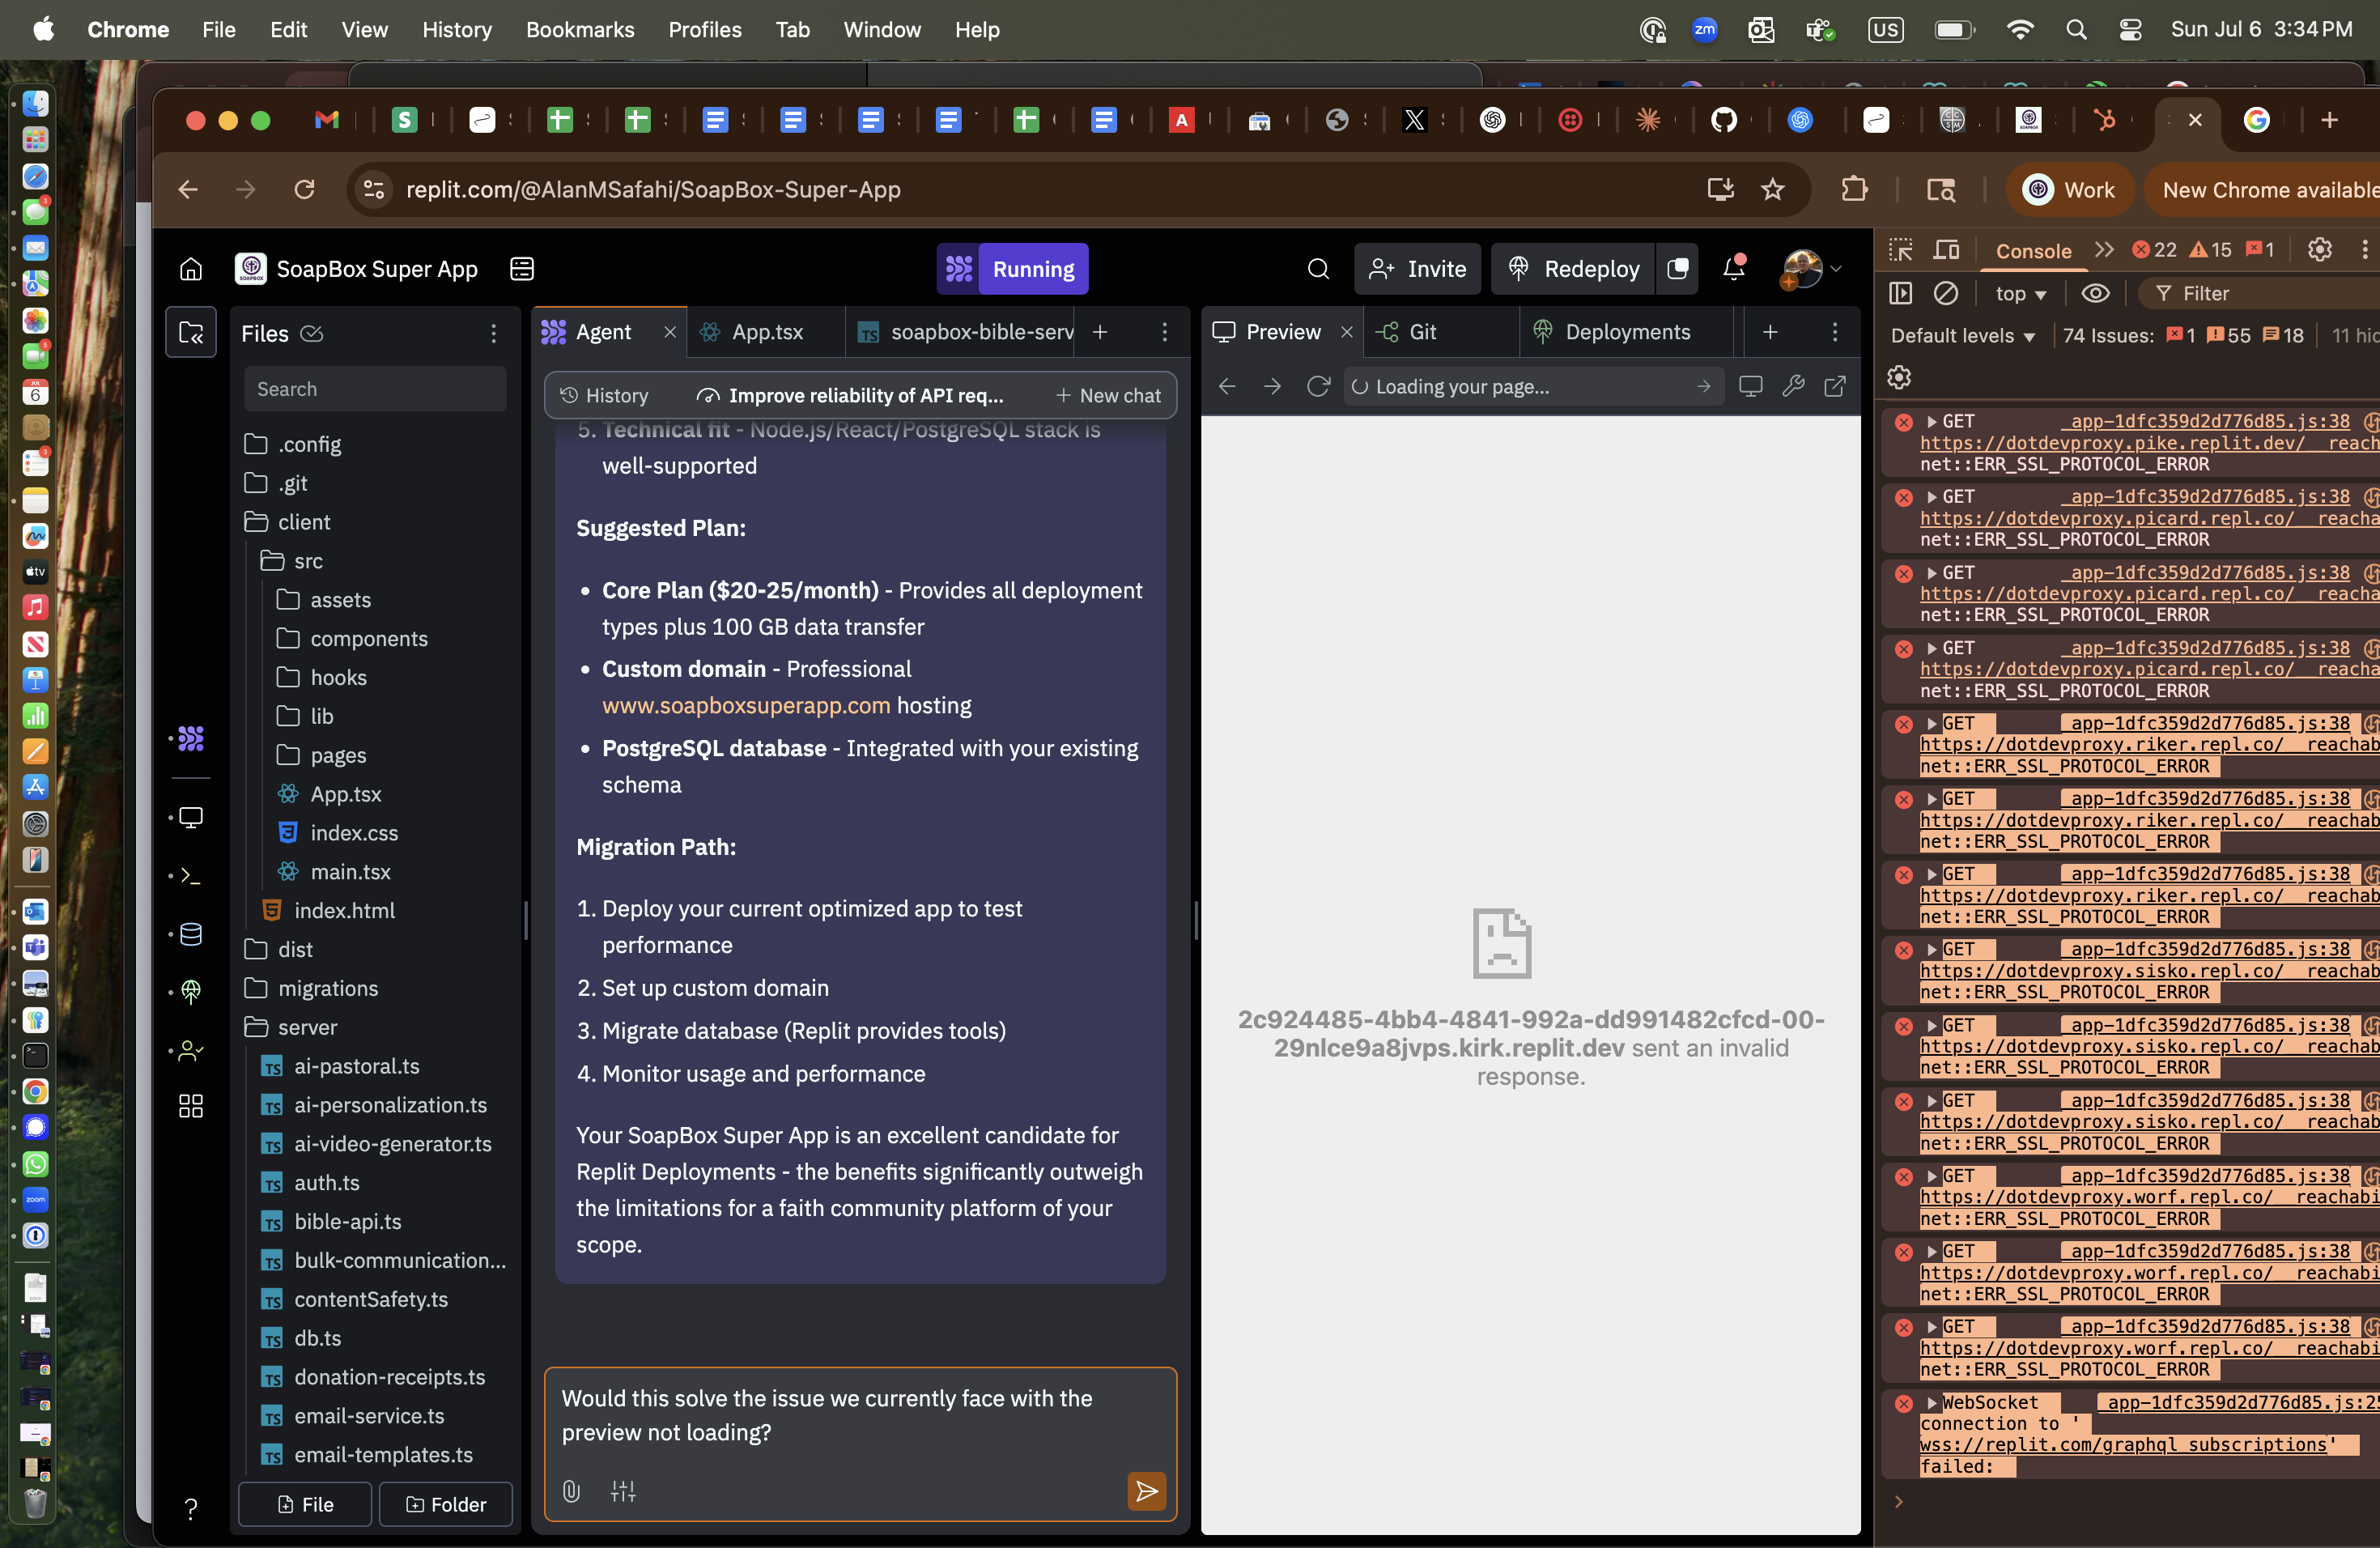 Chrome File Edit View History Bookmarks Profiles Tab Window Help
zm US Sun Jul 6 3:34 PM
replit.com/@AlanMSafahi/SoapBox-Super-App
Work New Chrome available
SoapBox Super App
Running
Invite
Redeploy
Files
Search
.config
.git
client
src
assets
components
hooks
lib
pages
App.tsx
index.css
main.tsx
index.html
dist
migrations
server
ai-pastoral.ts
ai-personalization.ts
ai-video-generator.ts
auth.ts
bible-api.ts
bulk-communication...
contentSafety.ts
db.ts
donation-receipts.ts
email-service.ts
email-templates.ts
File Folder
Agent App.tsx soapbox-bible-serv
History Improve reliability of API req... New chat
5. Technical fit - Node.js/React/PostgreSQL stack is
well-supported
Suggested Plan:
• Core Plan ($20-25/month) - Provides all deployment
types plus 100 GB data transfer
• Custom domain - Professional
www.soapboxsuperapp.com hosting
• PostgreSQL database - Integrated with your existing
schema
Migration Path:
1. Deploy your current optimized app to test
performance
2. Set up custom domain
3. Migrate database (Replit provides tools)
4. Monitor usage and performance
Your SoapBox Super App is an excellent candidate for
Replit Deployments - the benefits significantly outweigh
the limitations for a faith community platform of your
scope.
Would this solve the issue we currently face with the
preview not loading?
Preview Git Deployments
Loading your page...
2c924485-4bb4-4841-992a-dd991482cfcd-00-
29nlce9a8jvps.kirk.replit.dev sent an invalid
response.
Console 22 15 1
top Filter
Default levels 74 Issues: 1 55 18 11 hid
GET _app-1dfc359d2d776d85.js:38
https://dotdevproxy.pike.replit.dev/__reach
net::ERR_SSL_PROTOCOL_ERROR
GET _app-1dfc359d2d776d85.js:38
https://dotdevproxy.picard.repl.co/__reacha
net::ERR_SSL_PROTOCOL_ERROR
GET _app-1dfc359d2d776d85.js:38
https://dotdevproxy.picard.repl.co/__reacha
net::ERR_SSL_PROTOCOL_ERROR
GET _app-1dfc359d2d776d85.js:38
https://dotdevproxy.picard.repl.co/__reacha
net::ERR_SSL_PROTOCOL_ERROR
GET _app-1dfc359d2d776d85.js:38
https://dotdevproxy.riker.repl.co/__reachab
net::ERR_SSL_PROTOCOL_ERROR
GET _app-1dfc359d2d776d85.js:38
https://dotdevproxy.riker.repl.co/__reachab
net::ERR_SSL_PROTOCOL_ERROR
GET _app-1dfc359d2d776d85.js:38
https://dotdevproxy.riker.repl.co/__reachab
net::ERR_SSL_PROTOCOL_ERROR
GET _app-1dfc359d2d776d85.js:38
https://dotdevproxy.sisko.repl.co/__reachab
net::ERR_SSL_PROTOCOL_ERROR
GET _app-1dfc359d2d776d85.js:38
https://dotdevproxy.sisko.repl.co/__reachab
net::ERR_SSL_PROTOCOL_ERROR
GET _app-1dfc359d2d776d85.js:38
https://dotdevproxy.sisko.repl.co/__reachab
net::ERR_SSL_PROTOCOL_ERROR
GET _app-1dfc359d2d776d85.js:38
https://dotdevproxy.worf.repl.co/__reachabi
net::ERR_SSL_PROTOCOL_ERROR
GET _app-1dfc359d2d776d85.js:38
https://dotdevproxy.worf.repl.co/__reachabi
net::ERR_SSL_PROTOCOL_ERROR
GET _app-1dfc359d2d776d85.js:38
https://dotdevproxy.worf.repl.co/__reachabi
net::ERR_SSL_PROTOCOL_ERROR
WebSocket _app-1dfc359d2d776d85.js:25
connection to '
wss://replit.com/graphql_subscriptions'
failed: